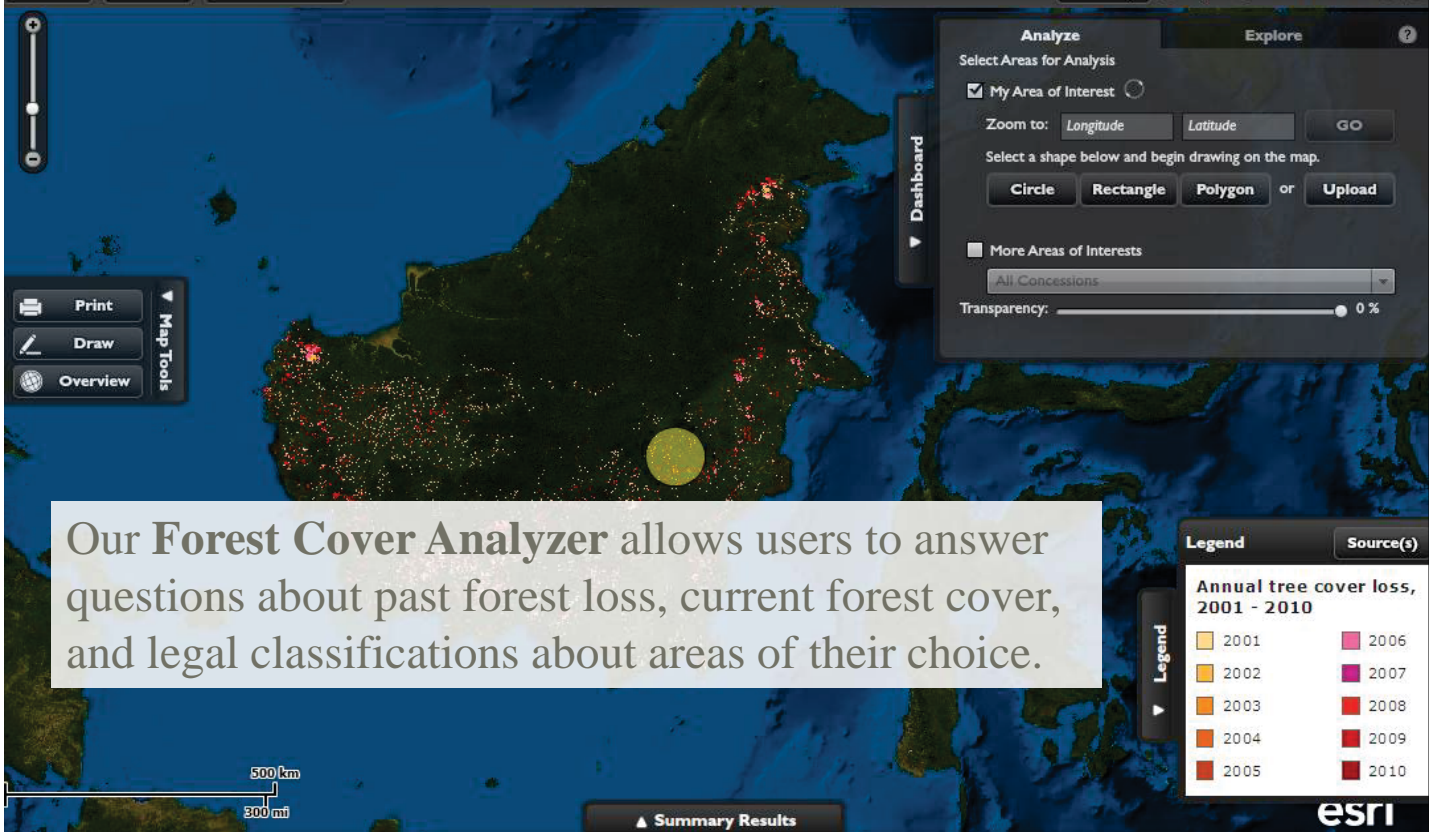 Analyze
Explore
?
Select Areas for Analysis
My Area of Interest
Zoom to: Longitude Latitude GO
Select a shape below and begin drawing on the map.
Circle Rectangle Polygon or Upload
More Areas of Interests
All Concessions
Transparency: 0 %
Dashboard
Print
Draw
Overview
Map Tools
Our Forest Cover Analyzer allows users to answer
questions about past forest loss, current forest cover,
and legal classifications about areas of their choice.
Legend Source(s)
Legend
Annual tree cover loss,
2001 - 2010
2001 2006
2002 2007
2003 2008
2004 2009
2005 2010
500 km
300 mi
Summary Results
esri